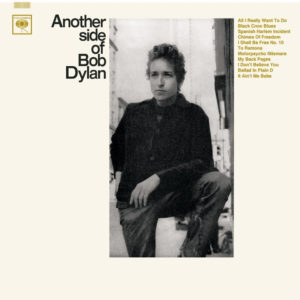 Another
side
of
Bob
Dylan
All I Really Want To Do
Black Crow Blues
Spanish Harlem Incident
Chimes Of Freedom
I Shall Be Free No. 10
To Ramona
Motorpsycho Nitemare
My Back Pages
I Don't Believe You
Ballad In Plain D
It Ain't Me Babe